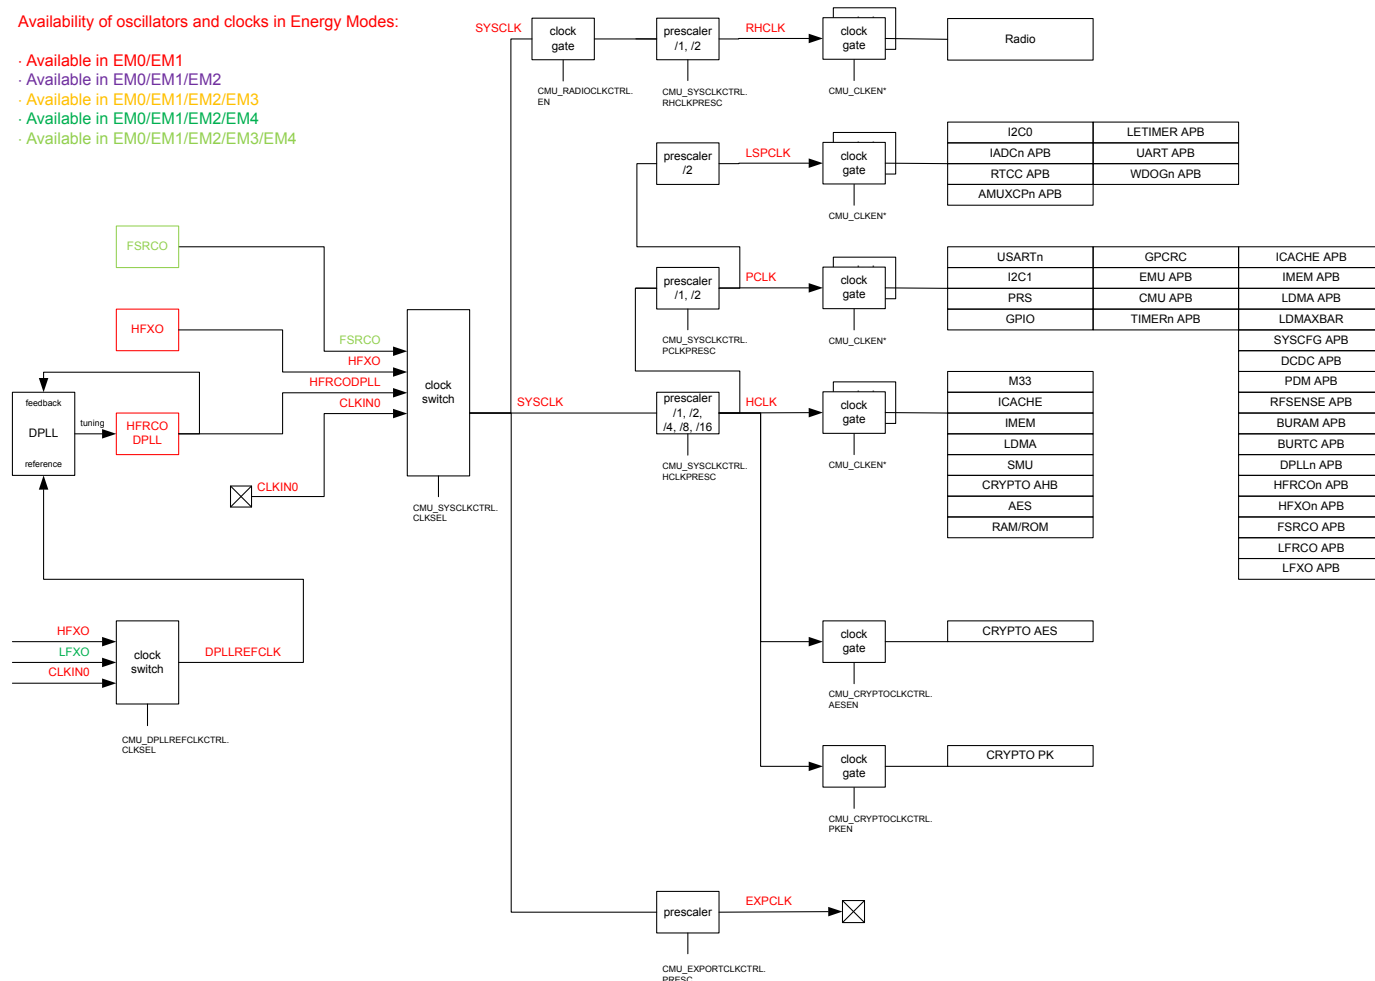 Availability of oscillators and clocks in Energy Modes:
· Available in EM0/EM1
· Available in EM0/EM1/EM2
· Available in EM0/EM1/EM2/EM3
· Available in EM0/EM1/EM2/EM4
· Available in EM0/EM1/EM2/EM3/EM4
SYSCLK
clock
gate
CMU_RADIOCLKCTRL.
EN
prescaler
/1, /2
CMU_SYSCLKCTRL.
RHCLKPRESC
RHCLK
clock
gate
CMU_CLKEN*
Radio
prescaler
/2
LSPCLK
clock
gate
CMU_CLKEN*
I2C0
LETIMER APB
IADCn APB
UART APB
RTCC APB
WDOGn APB
AMUXCPn APB
prescaler
/1, /2
CMU_SYSCLKCTRL.
PCLKPRESC
PCLK
clock
gate
CMU_CLKEN*
USARTn
GPCRC
ICACHE APB
I2C1
EMU APB
IMEM APB
PRS
CMU APB
LDMA APB
GPIO
TIMERn APB
LDMAXBAR
SYSCFG APB
DCDC APB
PDM APB
RFSENSE APB
BURAM APB
BURTC APB
DPLLn APB
HFRCOn APB
HFXOn APB
FSRCO APB
LFRCO APB
LFXO APB
FSRCO
HFXO
feedback
DPLL
reference
tuning
HFRCO
DPLL
FSRCO
HFXO
HFRCODPLL
CLKIN0
CLKIN0
clock
switch
CMU_SYSCLKCTRL.
CLKSEL
SYSCLK
prescaler
/1, /2,
/4, /8, /16
CMU_SYSCLKCTRL.
HCLKPRESC
HCLK
clock
gate
CMU_CLKEN*
M33
ICACHE
IMEM
LDMA
SMU
CRYPTO AHB
AES
RAM/ROM
HFXO
LFXO
CLKIN0
clock
switch
DPLLREFCLK
CMU_DPLLREFCLKCTRL.
CLKSEL
clock
gate
CMU_CRYPTOCLKCTRL.
AESEN
CRYPTO AES
clock
gate
CMU_CRYPTOCLKCTRL.
PKEN
CRYPTO PK
prescaler
EXPCLK
CMU_EXPORTCLKCTRL.
PRESC